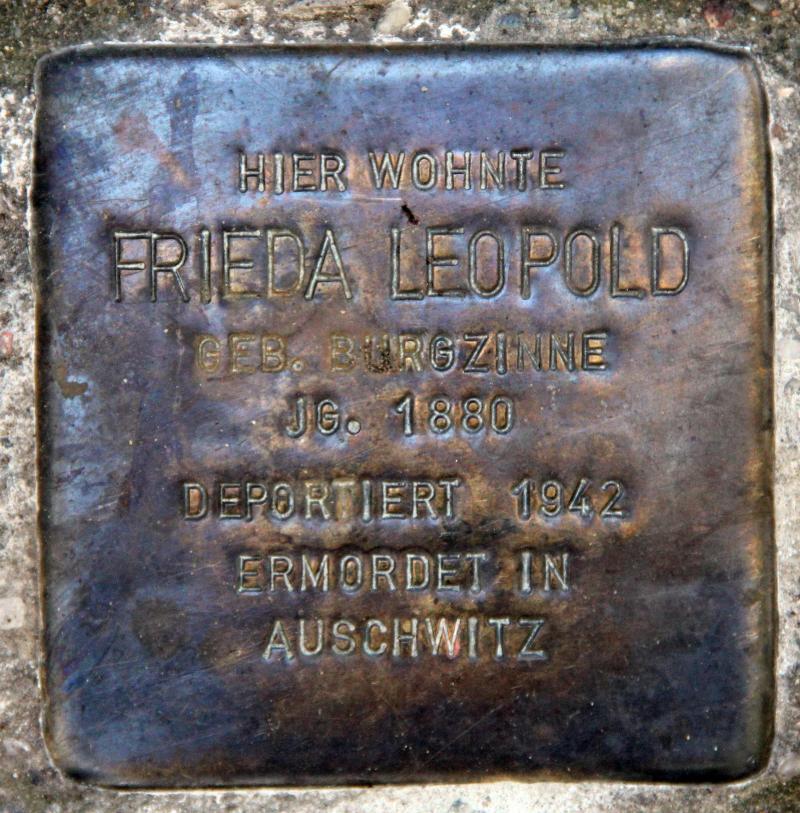 HIER WOHNTE
FRIEDA LEOPOLD
GEB. BURGZINNE
JG. 1880
DEPORTIERT 1942
ERMORDET IN
AUSCHWITZ